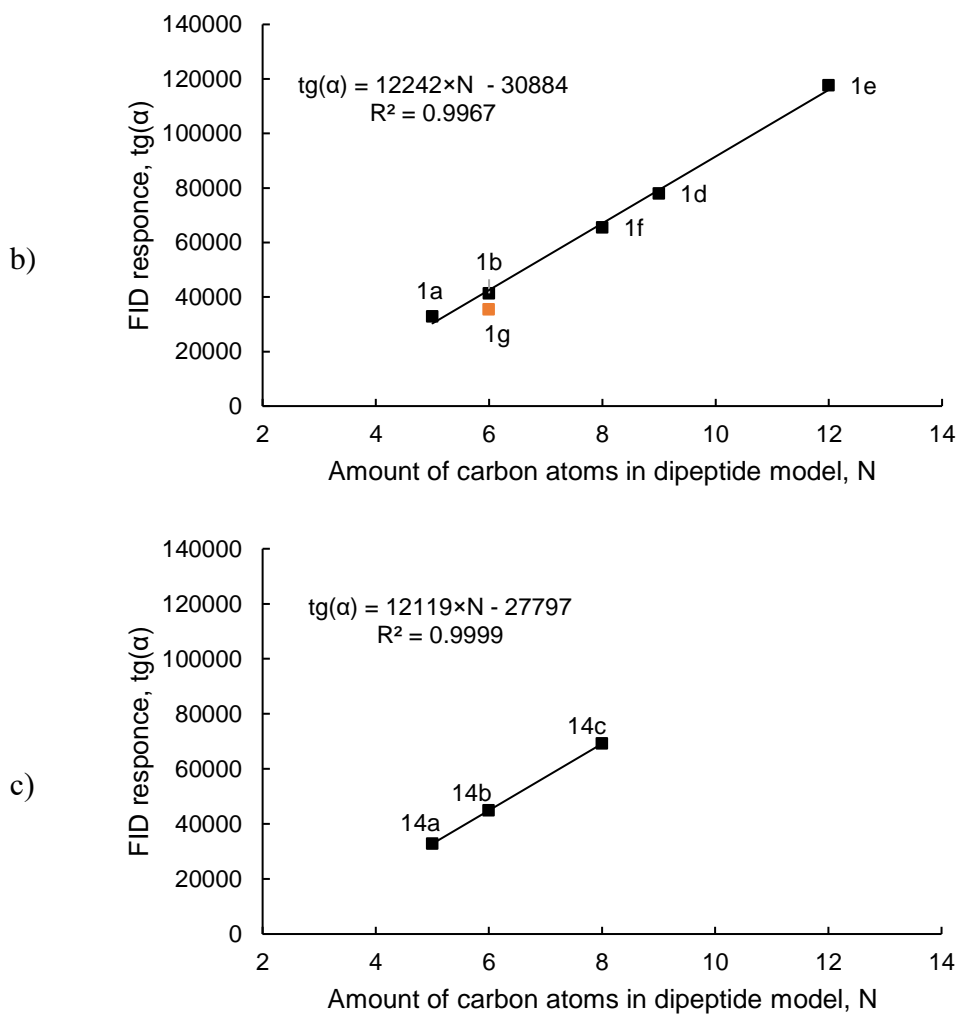 b)
FID responce, tg(α)
140000
120000
100000
80000
60000
40000
20000
0
tg(α) = 12242×N - 30884
R² = 0.9967
1a
1b
1g
1f
1d
1e
2 4 6 8 10 12 14
Amount of carbon atoms in dipeptide model, N
c)
FID responce, tg(α)
140000
120000
100000
80000
60000
40000
20000
0
tg(α) = 12119×N - 27797
R² = 0.9999
14a
14b
14c
2 4 6 8 10 12 14
Amount of carbon atoms in dipeptide model, N